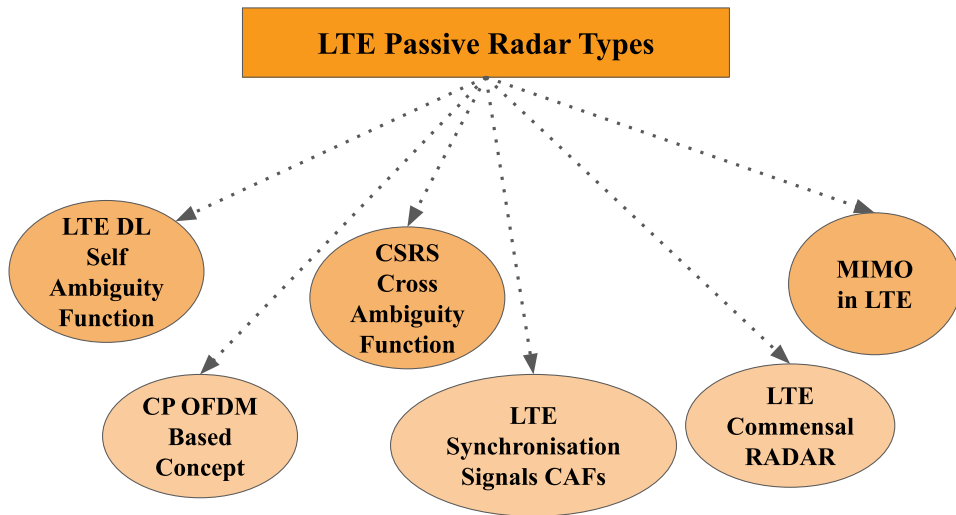 LTE Passive Radar Types
LTE DL
Self
Ambiguity
Function
CSRS
Cross
Ambiguity
Function
MIMO
in LTE
CP OFDM
Based
Concept
LTE
Synchronisation
Signals CAFs
LTE
Commensal
RADAR